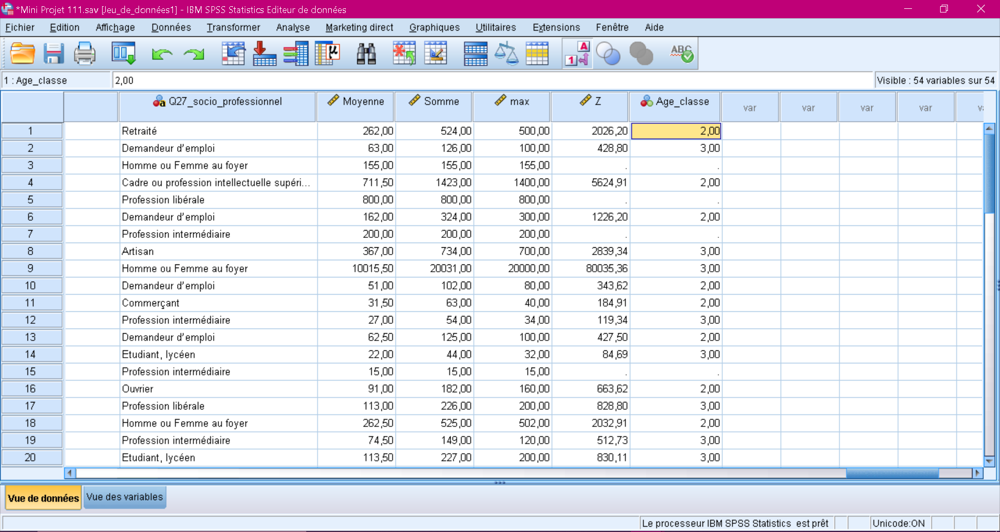 *Mini Projet 111.sav [Jeu_de_données1] - IBM SPSS Statistics Editeur de données
Fichier Edition Affichage Données Transformer Analyse Marketing direct Graphiques Utilitaires Extensions Fenêtre Aide
1 : Age_classe 2,00 Visible : 54 variables sur 54
Q27_socio_professionnel Moyenne Somme max Z Age_classe var var var var
1 Retraité 262,00 524,00 500,00 2026,20 2,00
2 Demandeur d'emploi 63,00 126,00 100,00 428,80 3,00
3 Homme ou Femme au foyer 155,00 155,00 155,00 . .
4 Cadre ou profession intellectuelle supéri... 711,50 1423,00 1400,00 5624,91 2,00
5 Profession libérale 800,00 800,00 800,00 . .
6 Demandeur d'emploi 162,00 324,00 300,00 1226,20 2,00
7 Profession intermédiaire 200,00 200,00 200,00 . .
8 Artisan 367,00 734,00 700,00 2839,34 3,00
9 Homme ou Femme au foyer 10015,50 20031,00 20000,00 80035,36 3,00
10 Demandeur d'emploi 51,00 102,00 80,00 343,62 2,00
11 Commerçant 31,50 63,00 40,00 184,91 2,00
12 Profession intermédiaire 27,00 54,00 34,00 119,34 3,00
13 Demandeur d'emploi 62,50 125,00 100,00 427,50 2,00
14 Etudiant, lycéen 22,00 44,00 32,00 84,69 3,00
15 Profession intermédiaire 15,00 15,00 15,00 . .
16 Ouvrier 91,00 182,00 160,00 663,62 2,00
17 Profession libérale 113,00 226,00 200,00 828,80 3,00
18 Homme ou Femme au foyer 262,50 525,00 502,00 2032,91 2,00
19 Profession intermédiaire 74,50 149,00 120,00 512,73 3,00
20 Etudiant, lycéen 113,50 227,00 200,00 830,11 3,00
Vue de données Vue des variables
Le processeur IBM SPSS Statistics est prêt Unicode:ON